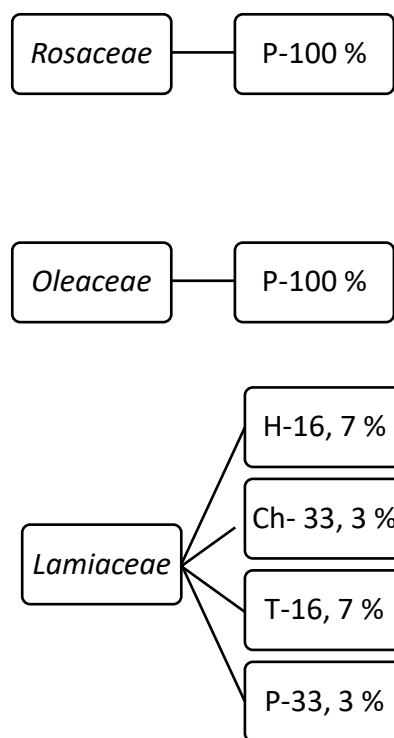 Rosaceae P-100 %
Oleaceae P-100 %
Lamiaceae
H-16, 7 %
Ch- 33, 3 %
T-16, 7 %
P-33, 3 %